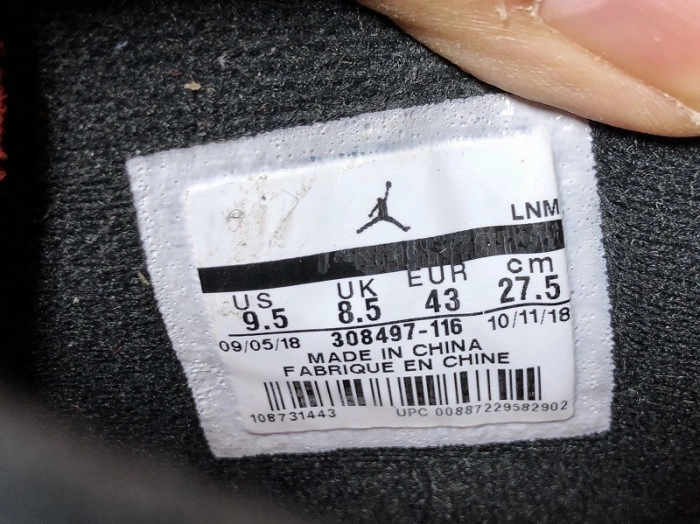 LNM
US UK EUR cm
9.5 8.5 43 27.5
09/05/18 308497-116 10/11/18
MADE IN CHINA
FABRIQUE EN CHINE
108731443 UPC 00887229582902